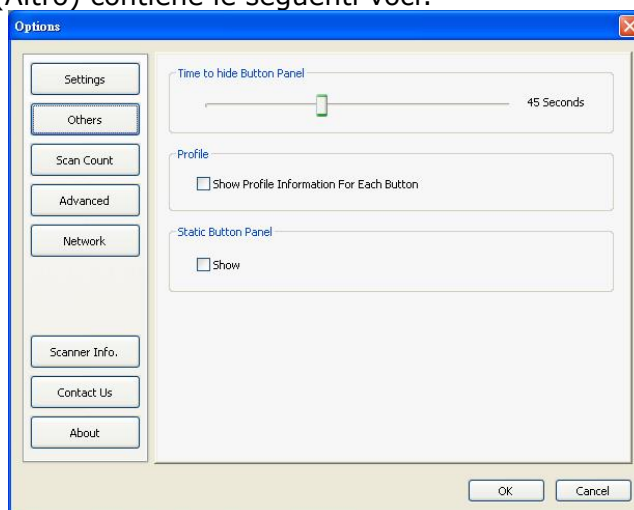 (Altro) contiene le seguenti voci:
Options
Settings
Others
Scan Count
Advanced
Network
Scanner Info.
Contact Us
About
Time to hide Button Panel
45 Seconds
Profile
Show Profile Information For Each Button
Static Button Panel
Show
OK
Cancel